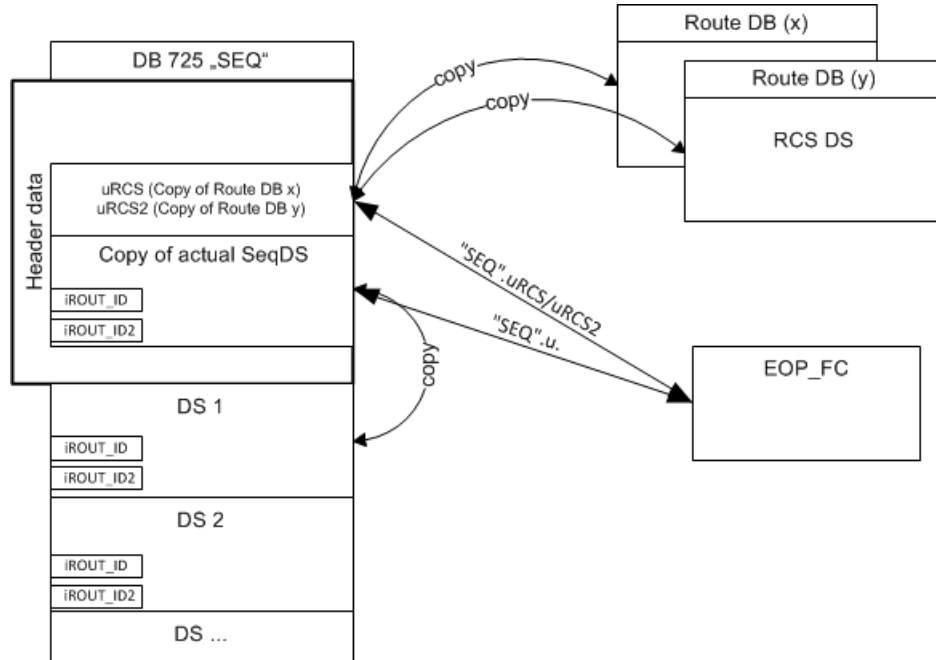 Route DB (x)
DB 725 „SEQ“
copy
Route DB (y)
copy
RCS DS
Header data
uRCS (Copy of Route DB x)
uRCS2 (Copy of Route DB y)
Copy of actual SeqDS
"SEQ".uRCS/uRCS2
iROUT_ID
iROUT_ID2
"SEQ".u.
copy
EOP_FC
DS 1
iROUT_ID
iROUT_ID2
DS 2
iROUT_ID
iROUT_ID2
DS ...